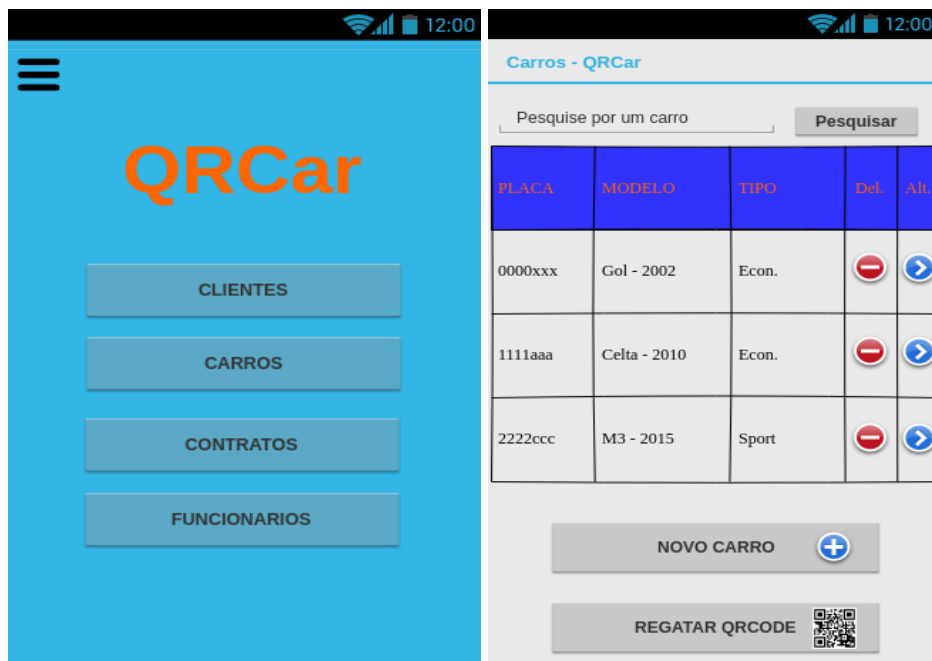 12:00
QRCar
CLIENTES
CARROS
CONTRATOS
FUNCIONARIOS
12:00
Carros - QRCar
Pesquise por um carro Pesquisar
PLACA MODELO TIPO Del. Alt.
0000xxx Gol - 2002 Econ.
1111aaa Celta - 2010 Econ.
2222ccc M3 - 2015 Sport
NOVO CARRO
REGATAR QRCODE